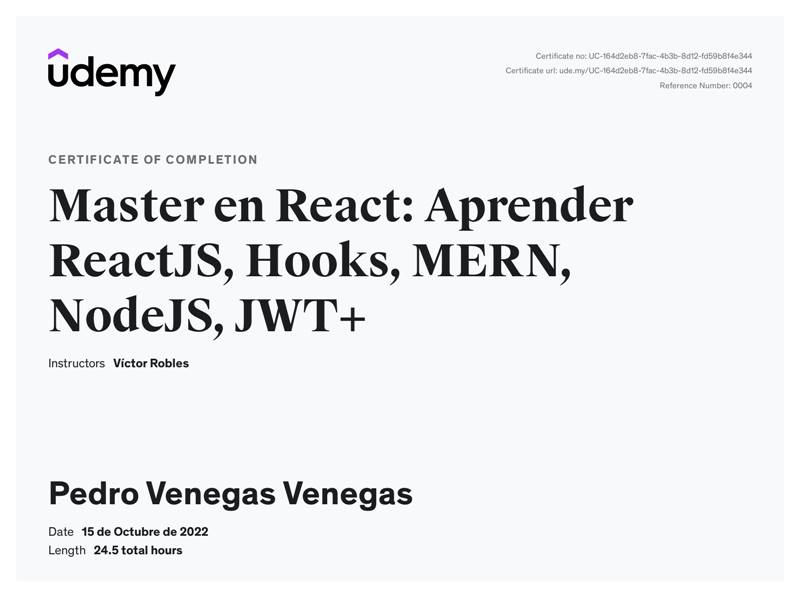 udemy
Certificate no: UC-164d2eb8-7fac-4b3b-8d12-fd59b8f4e344
Certificate url: ude.my/UC-164d2eb8-7fac-4b3b-8d12-fd59b8f4e344
Reference Number: 0004
CERTIFICATE OF COMPLETION
Master en React: Aprender
ReactJS, Hooks, MERN,
NodeJS, JWT+
Instructors Víctor Robles
Pedro Venegas Venegas
Date 15 de Octubre de 2022
Length 24.5 total hours